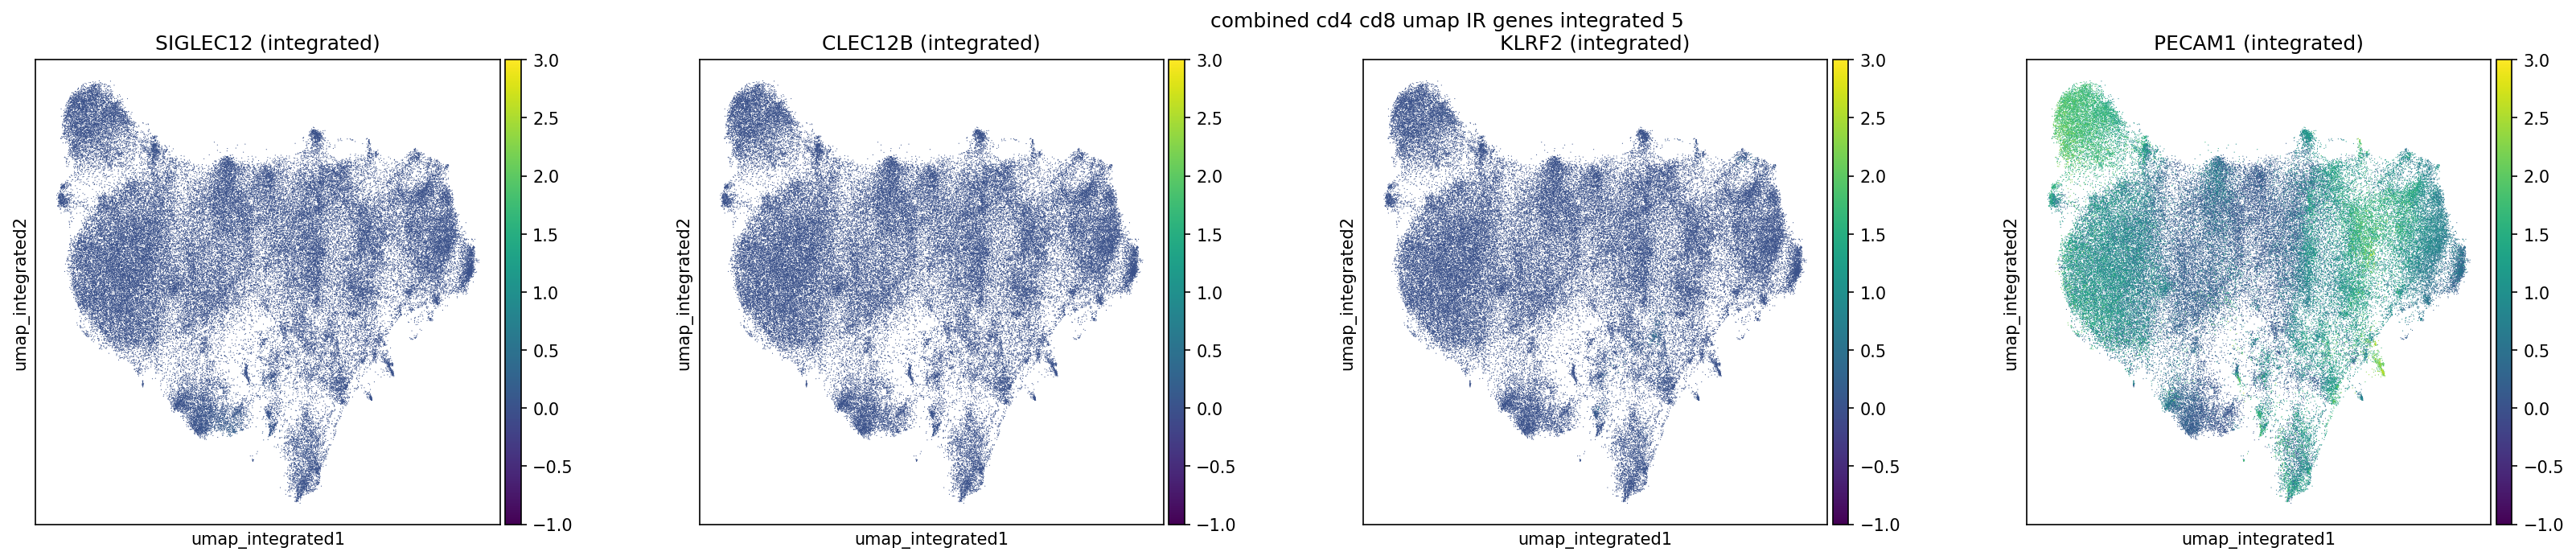 combined cd4 cd8 umap IR genes integrated 5
SIGLEC12 (integrated)
umap_integrated2
umap_integrated1
3.0
2.5
2.0
1.5
1.0
0.5
0.0
−0.5
−1.0
CLEC12B (integrated)
umap_integrated2
umap_integrated1
3.0
2.5
2.0
1.5
1.0
0.5
0.0
−0.5
−1.0
KLRF2 (integrated)
umap_integrated2
umap_integrated1
3.0
2.5
2.0
1.5
1.0
0.5
0.0
−0.5
−1.0
PECAM1 (integrated)
umap_integrated2
umap_integrated1
3.0
2.5
2.0
1.5
1.0
0.5
0.0
−0.5
−1.0